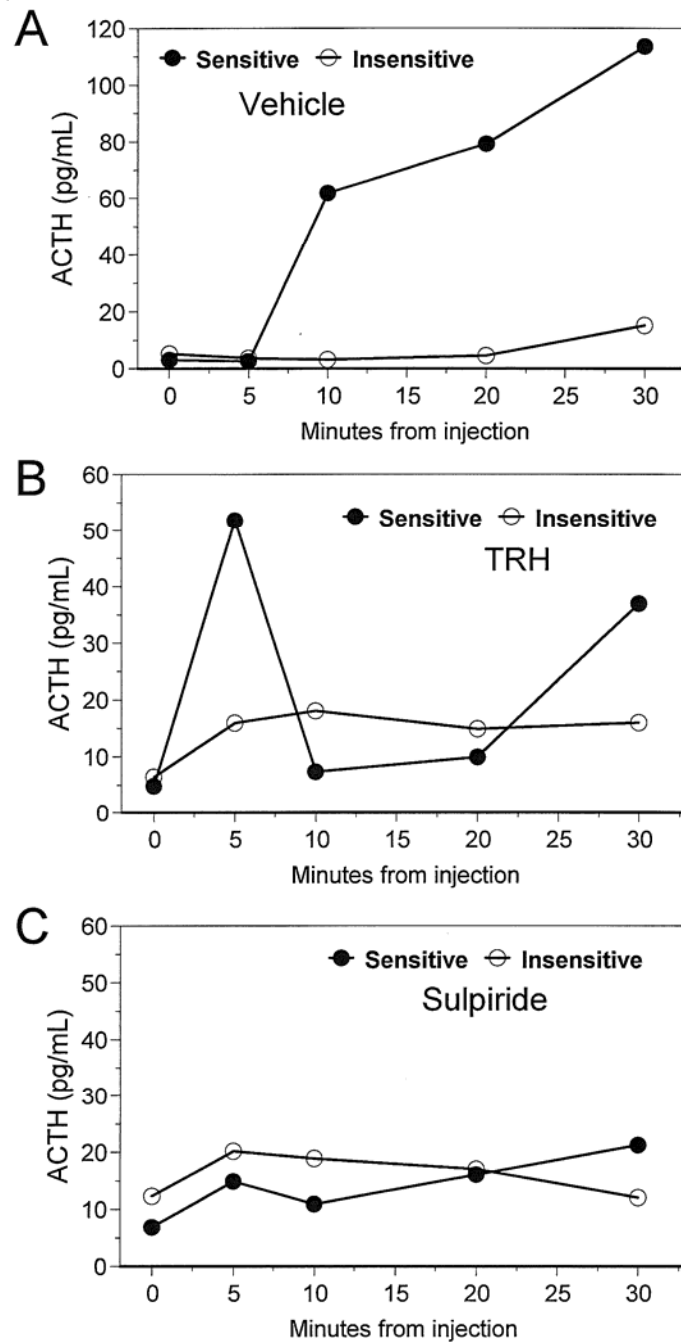 A
120
100
80
60
40
20
0
ACTH (pg/mL)
Sensitive Insensitive
Vehicle
0 5 10 15 20 25 30
Minutes from injection
B
60
50
40
30
20
10
0
ACTH (pg/mL)
Sensitive Insensitive
TRH
0 5 10 15 20 25 30
Minutes from injection
C
60
50
40
30
20
10
0
ACTH (pg/mL)
Sensitive Insensitive
Sulpiride
0 5 10 15 20 25 30
Minutes from injection